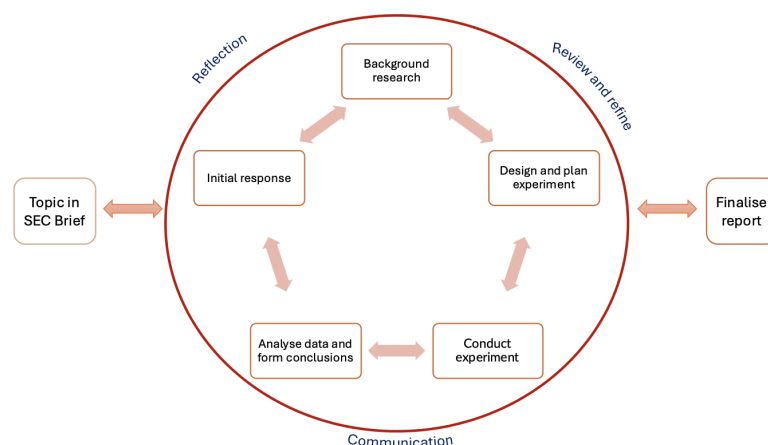 Reflection
Review and refine
Background
research
Initial response
Design and plan
experiment
Topic in
SEC Brief
Finalise
report
Analyse data and
form conclusions
Conduct
experiment
Communication